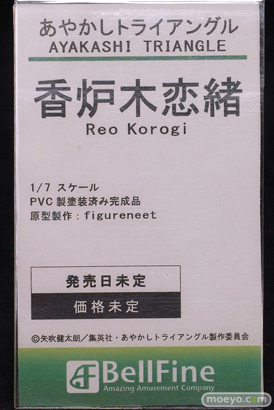 あやかしトライアングル
AYAKASHI TRIANGLE
香炉木恋緒
Reo Korogi
1/7 スケール
PVC製塗装済み完成品
原型製作：figureneet
発売日未定
価格未定
©矢吹健太朗／集英社・あやかしトライアングル製作委員会
BellFine
Amazing Amusement Company
moeyo.com